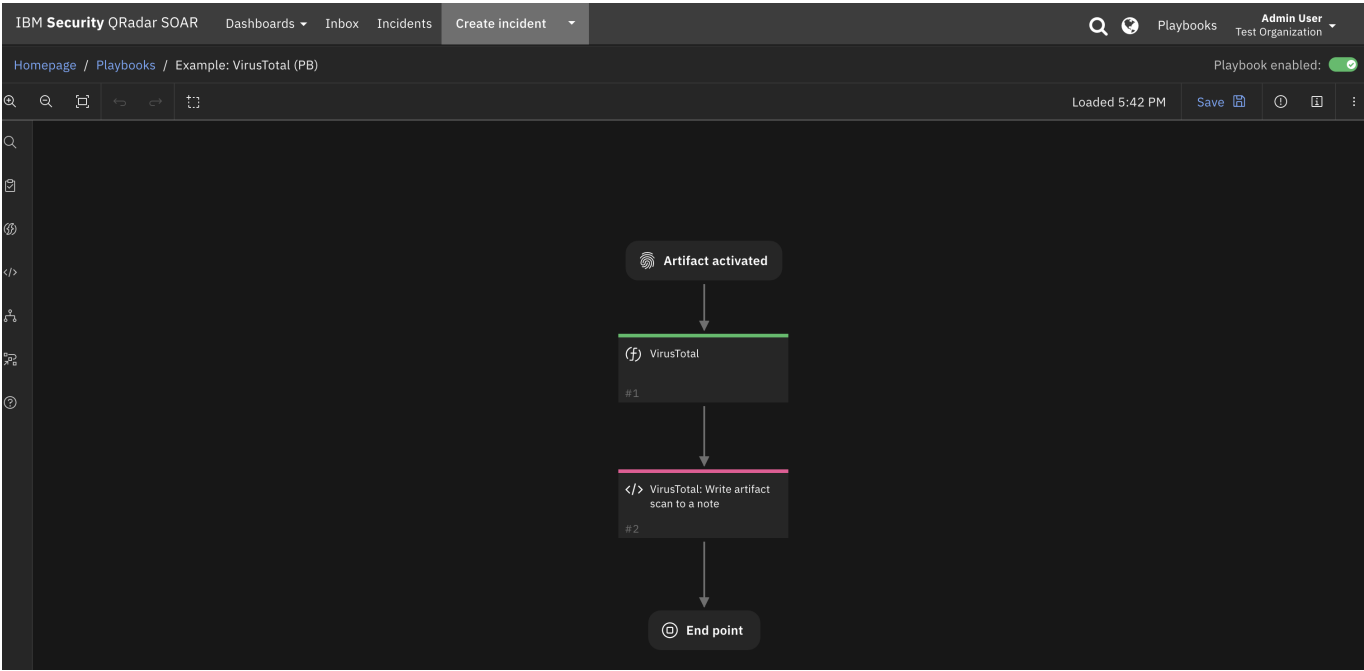 IBM Security QRadar SOAR Dashboards Inbox Incidents Create incident Playbooks Admin User
Test Organization
Homepage / Playbooks / Example: VirusTotal (PB) Playbook enabled:
Loaded 5:42 PM Save
Artifact activated
VirusTotal
#1
</> VirusTotal: Write artifact
scan to a note
#2
End point